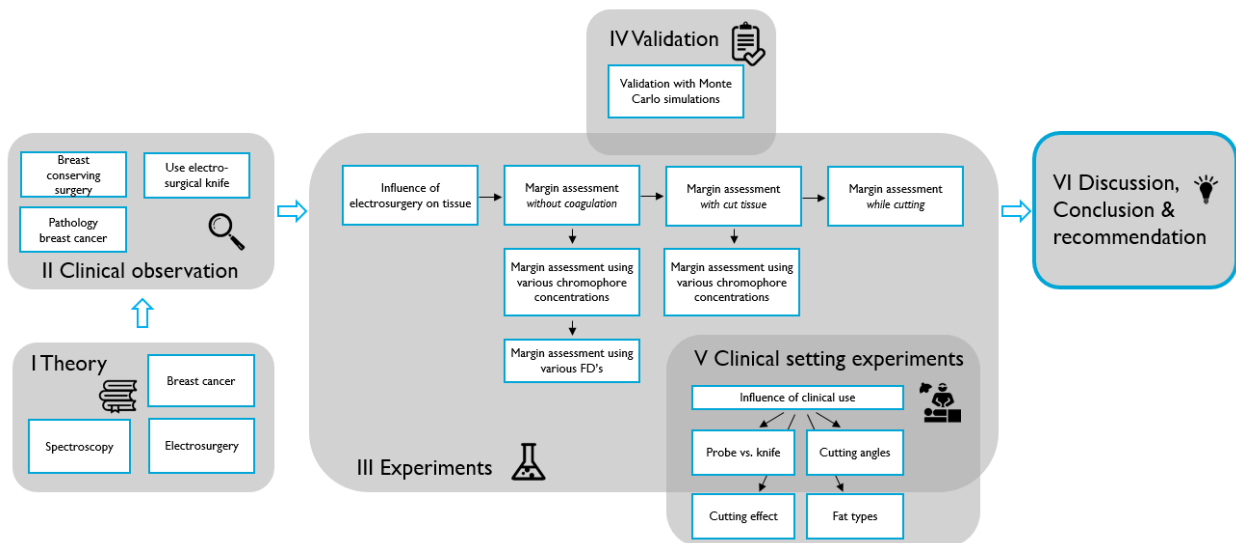 IV Validation
Validation with Monte
Carlo simulations
Breast
conserving
surgery
Use electro-
surgical knife
Pathology
breast cancer
II Clinical observation
I Theory
Breast cancer
Spectroscopy
Electrosurgery
Influence of
electrosurgery on tissue
Margin assessment
without coagulation
Margin assessment
with cut tissue
Margin assessment
while cutting
Margin assessment using
various chromophore
concentrations
Margin assessment using
various chromophore
concentrations
Margin assessment using
various FD's
III Experiments
V Clinical setting experiments
Influence of clinical use
Probe vs. knife
Cutting angles
Cutting effect
Fat types
VI Discussion,
Conclusion &
recommendation